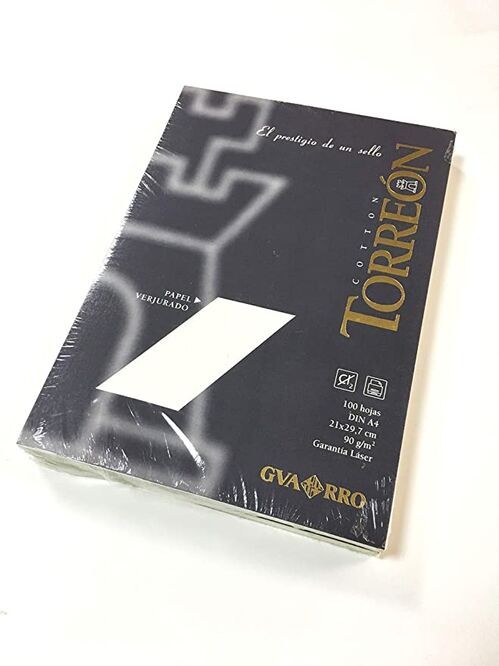 El prestigio de un sello
COTTON
TORREÓN
PAPEL
VERJURADO
Cl2
100 hojas
DIN A4
21x29,7 cm
90 g/m²
Garantía Láser
GVARRO